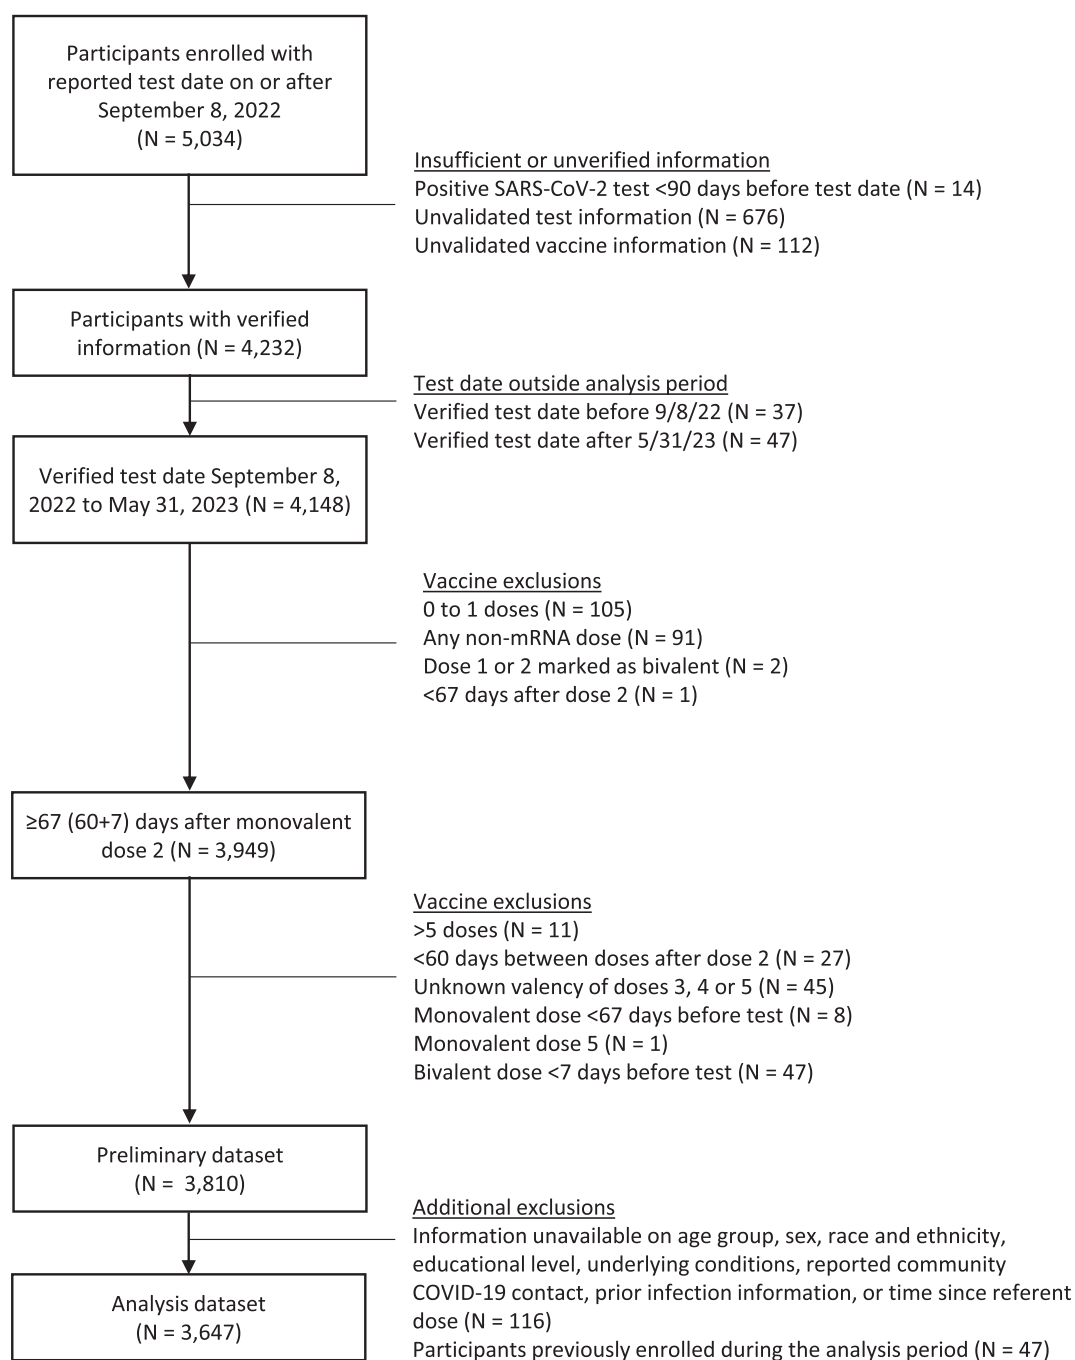 Participants enrolled with
reported test date on or after
September 8, 2022
(N = 5,034)
Insufficient or unverified information
Positive SARS-CoV-2 test <90 days before test date (N = 14)
Unvalidated test information (N = 676)
Unvalidated vaccine information (N = 112)
Participants with verified
information (N = 4,232)
Test date outside analysis period
Verified test date before 9/8/22 (N = 37)
Verified test date after 5/31/23 (N = 47)
Verified test date September 8,
2022 to May 31, 2023 (N = 4,148)
Vaccine exclusions
0 to 1 doses (N = 105)
Any non-mRNA dose (N = 91)
Dose 1 or 2 marked as bivalent (N = 2)
<67 days after dose 2 (N = 1)
≥67 (60+7) days after monovalent
dose 2 (N = 3,949)
Vaccine exclusions
>5 doses (N = 11)
<60 days between doses after dose 2 (N = 27)
Unknown valency of doses 3, 4 or 5 (N = 45)
Monovalent dose <67 days before test (N = 8)
Monovalent dose 5 (N = 1)
Bivalent dose <7 days before test (N = 47)
Preliminary dataset
(N = 3,810)
Additional exclusions
Information unavailable on age group, sex, race and ethnicity,
educational level, underlying conditions, reported community
COVID-19 contact, prior infection information, or time since referent
dose (N = 116)
Participants previously enrolled during the analysis period (N = 47)
Analysis dataset
(N = 3,647)